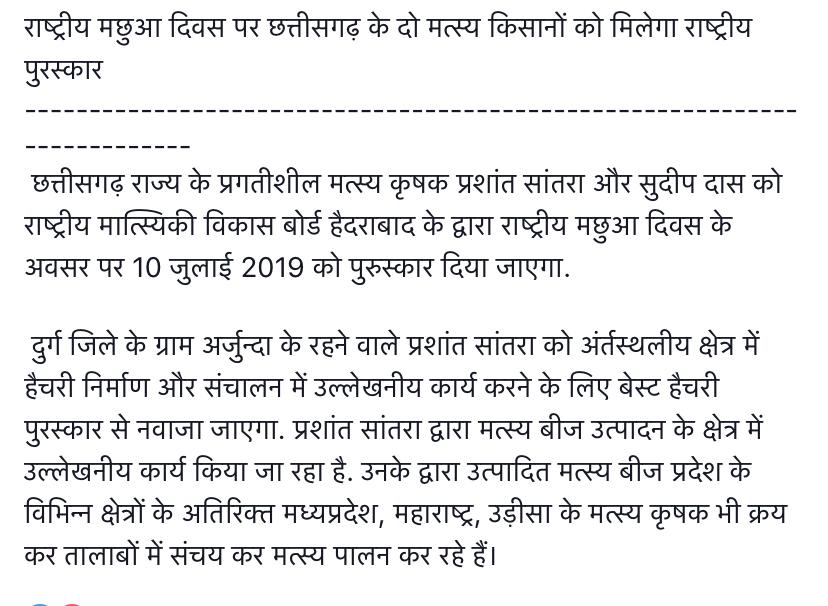 राष्ट्रीय मछुआ दिवस पर छत्तीसगढ़ के दो मत्स्य किसानों को मिलेगा राष्ट्रीय
पुरस्कार
------------------------------------------------------------
-------------
छत्तीसगढ़ राज्य के प्रगतीशील मत्स्य कृषक प्रशांत सांतरा और सुदीप दास को
राष्ट्रीय मात्स्यिकी विकास बोर्ड हैदराबाद के द्वारा राष्ट्रीय मछुआ दिवस के
अवसर पर 10 जुलाई 2019 को पुरुस्कार दिया जाएगा.
दुर्ग जिले के ग्राम अर्जुन्दा के रहने वाले प्रशांत सांतरा को अंर्तस्थलीय क्षेत्र में
हैचरी निर्माण और संचालन में उल्लेखनीय कार्य करने के लिए बेस्ट हैचरी
पुरस्कार से नवाजा जाएगा. प्रशांत सांतरा द्वारा मत्स्य बीज उत्पादन के क्षेत्र में
उल्लेखनीय कार्य किया जा रहा है. उनके द्वारा उत्पादित मत्स्य बीज प्रदेश के
विभिन्न क्षेत्रों के अतिरिक्त मध्यप्रदेश, महाराष्ट्र, उड़ीसा के मत्स्य कृषक भी क्रय
कर तालाबों में संचय कर मत्स्य पालन कर रहे हैं।